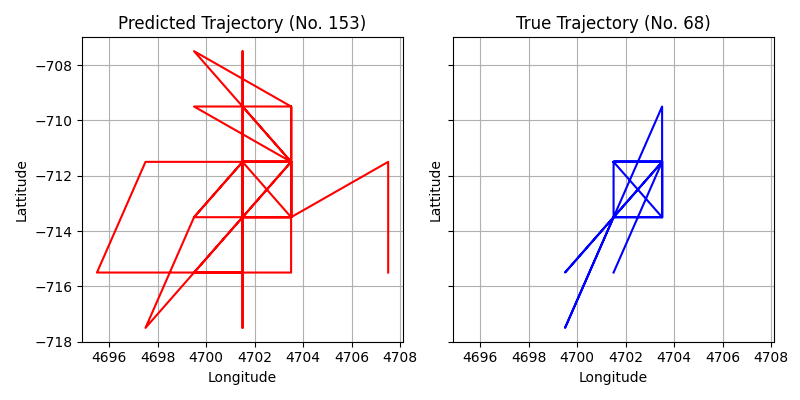 Predicted Trajectory (No. 153)
True Trajectory (No. 68)
−708
−710
−712
−714
−716
−718
Lattitude
Lattitude
4696 4698 4700 4702 4704 4706 4708
4696 4698 4700 4702 4704 4706 4708
Longitude
Longitude